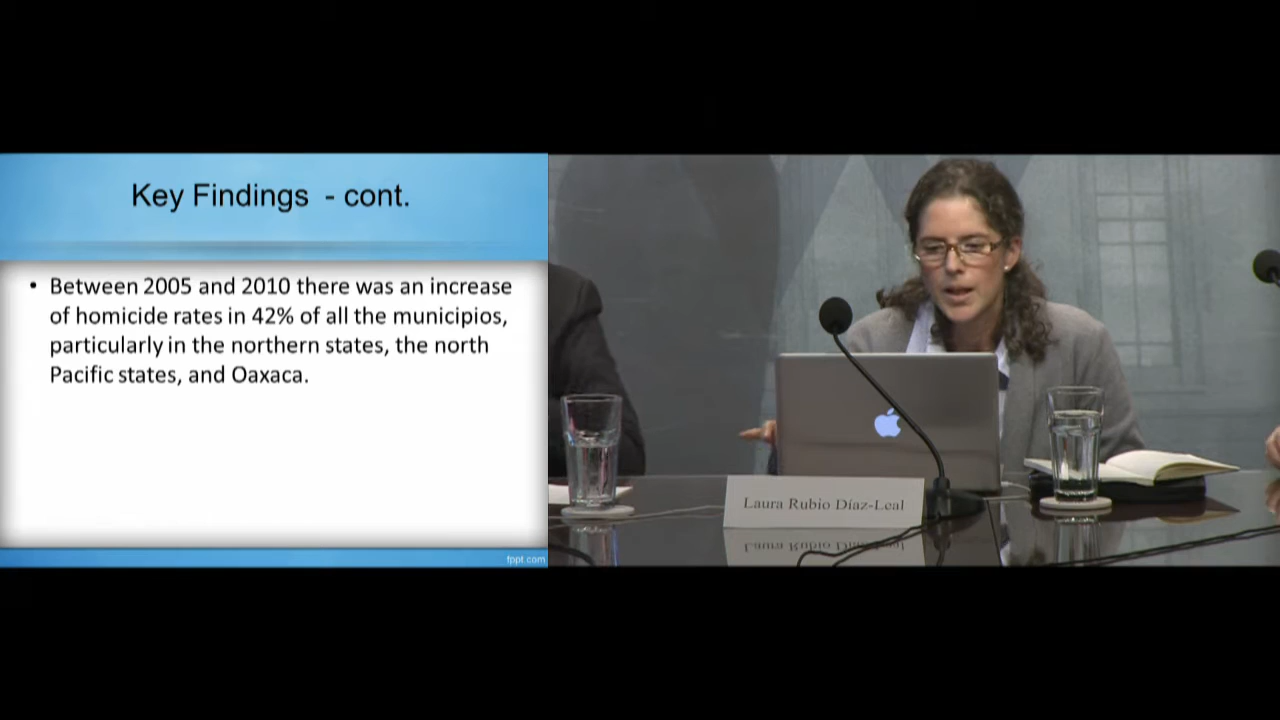 Key Findings  - cont.
• Between 2005 and 2010 there was an increase
of homicide rates in 42% of all the municipios,
particularly in the northern states, the north
Pacific states, and Oaxaca.
fppt.com
Laura Rubio Díaz-Leal